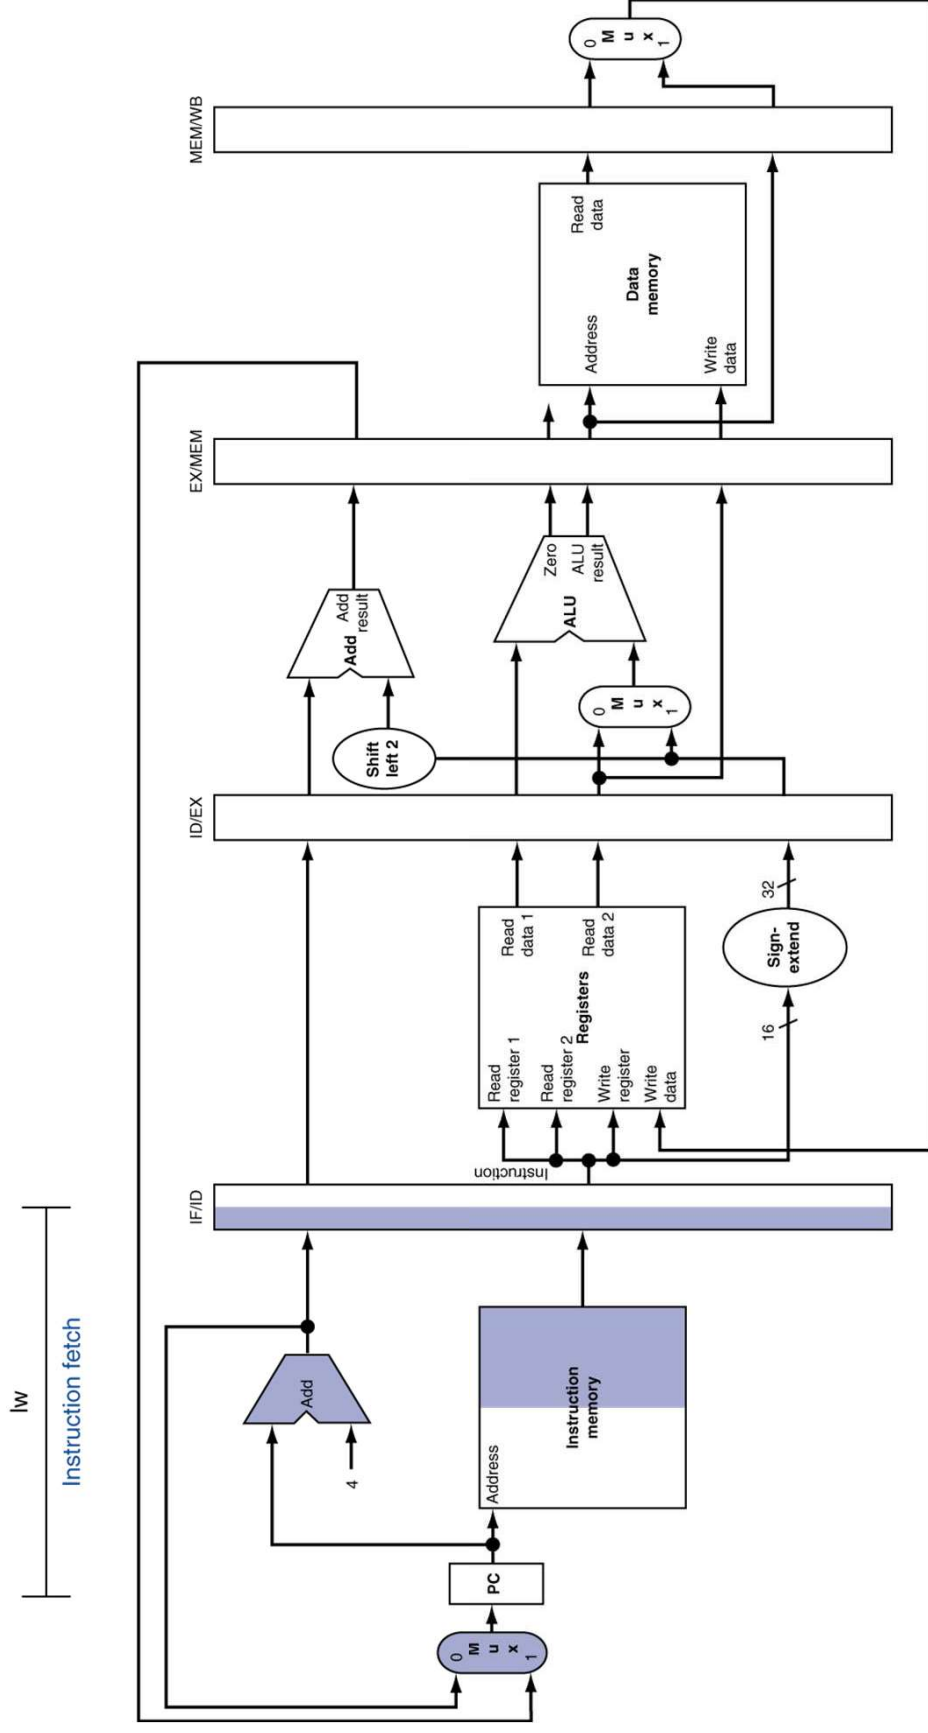 lw
Instruction fetch
IF/ID
ID/EX
EX/MEM
MEM/WB
0
M
u
x
1
PC
4
Add
Address
Instruction
memory
Instruction
Read
register 1
Read
register 2
Write
register
Write
data
Registers
Read
data 1
Read
data 2
16
Sign-
extend
32
Shift
left 2
Add
Add
result
0
M
u
x
1
ALU
Zero
ALU
result
Address
Write
data
Data
memory
Read
data
0
M
u
x
1